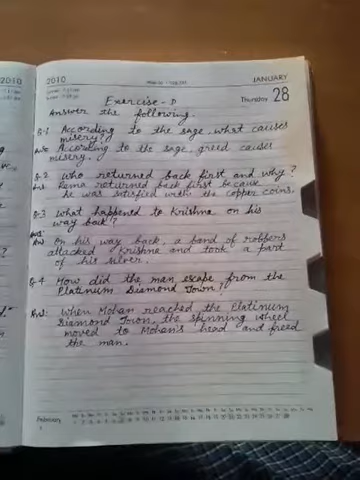 2010
2010
JANUARY
Thursday 28
Exercise - D
Answer the following.
Q.1 According to the sage, what causes
misery?
Ans According to the sage, greed causes
misery.
Q.2 Who returned back first and why?
Ans Rama returned back first because
he was satisfied with the copper coins.
Q.3 What happened to Krishna on his
way back?
Ans:
Ans On his way back, a band of robbers
attacked Krishna and took a part
of his silver.
Q.4 How did the man escape from the
Platinum Diamond Town?
Ans: When Mohan reached the Platinum
Diamond Town, the spinning wheel
moved to Mohan's head and freed
the man.
February